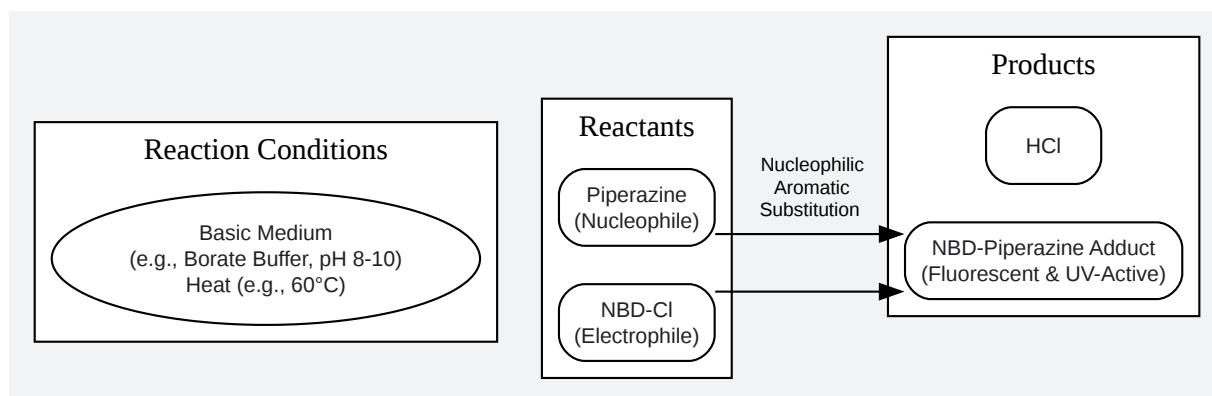 Reaction Conditions
Basic Medium
(e.g., Borate Buffer, pH 8-10)
Heat (e.g., 60°C)
Reactants
Piperazine
(Nucleophile)
NBD-Cl
(Electrophile)
Nucleophilic
Aromatic
Substitution
Products
HCl
NBD-Piperazine Adduct
(Fluorescent & UV-Active)